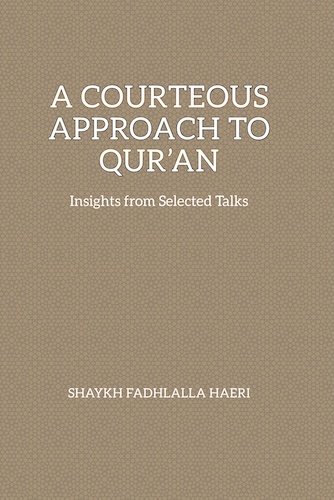 A COURTEOUS
APPROACH TO
QUR’AN
Insights from Selected Talks
SHAYKH FADHLALLA HAERI